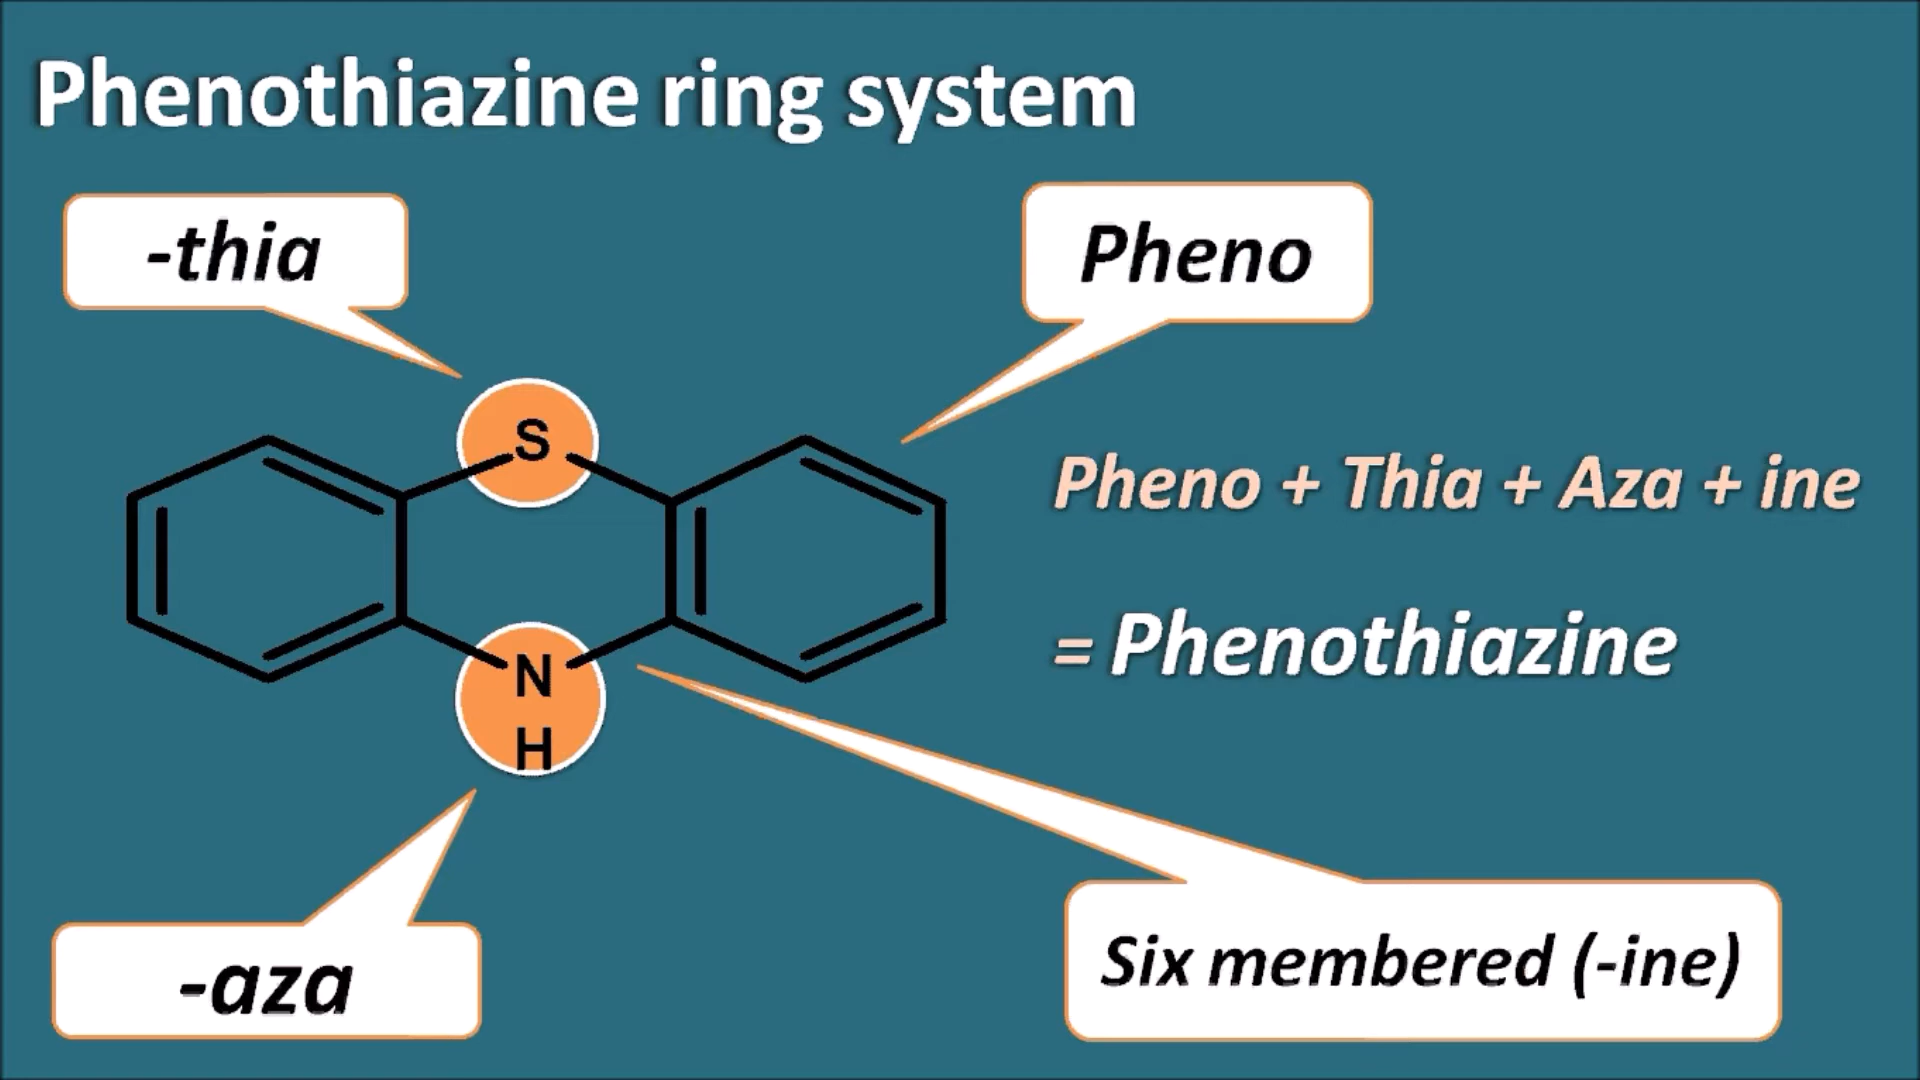 Phenothiazine ring system
-thia
Pheno
S
Pheno + Thia + Aza + ine
= Phenothiazine
N
H
-aza
Six membered (-ine)